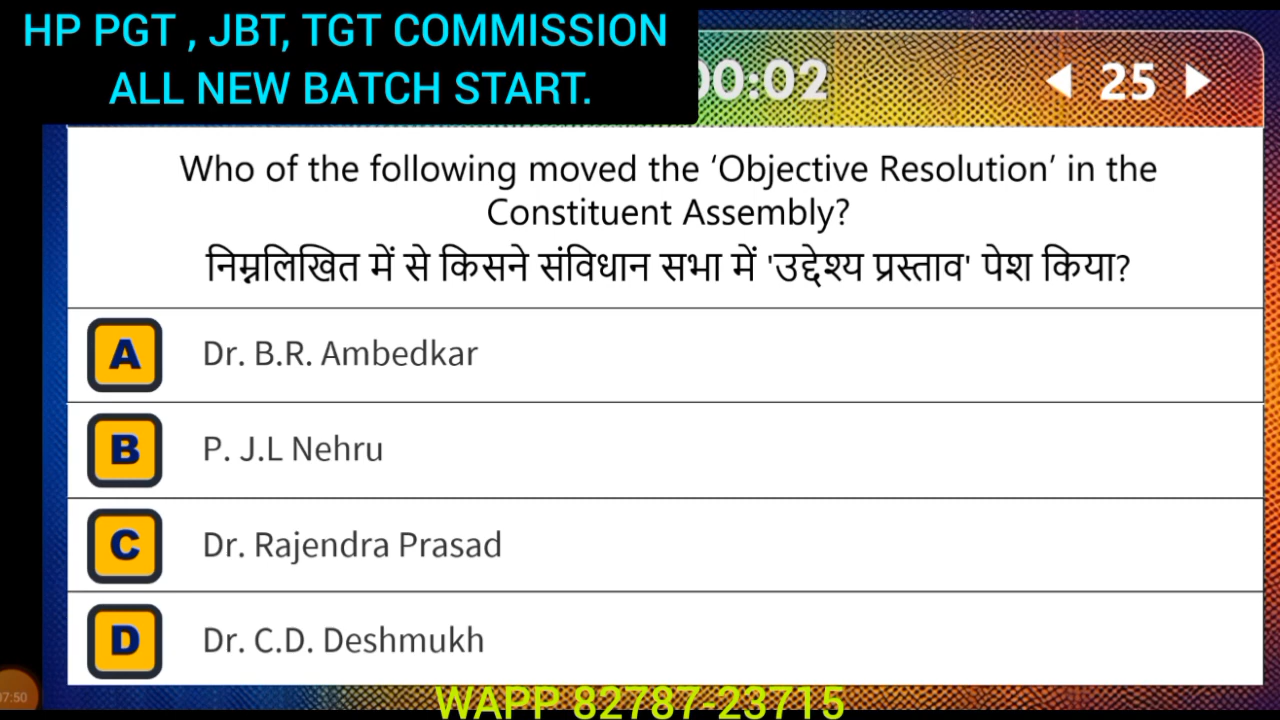 HP PGT , JBT, TGT COMMISSION
ALL NEW BATCH START.
00:02
25
Who of the following moved the ‘Objective Resolution’ in the
Constituent Assembly?
निम्नलिखित में से किसने संविधान सभा में 'उद्देश्य प्रस्ताव' पेश किया?
A Dr. B.R. Ambedkar
B P. J.L Nehru
C Dr. Rajendra Prasad
D Dr. C.D. Deshmukh
WAPP 82787-23715